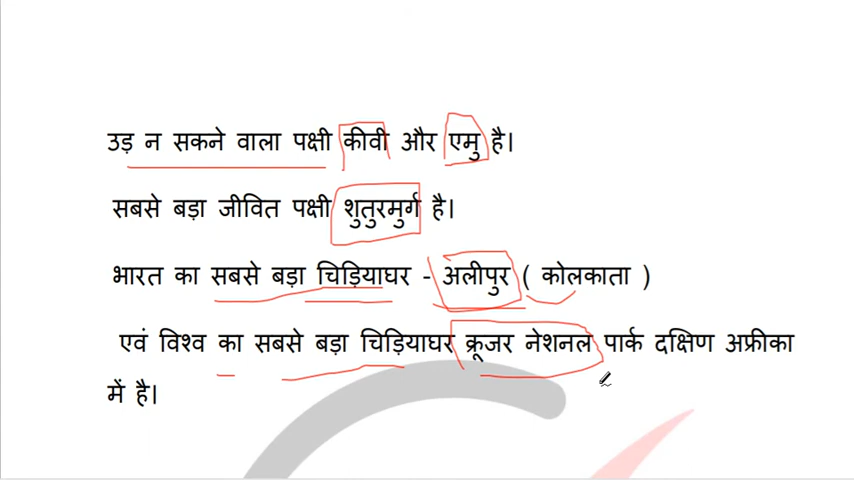 उड़ न सकने वाला पक्षी कीवी और एमु है।
सबसे बड़ा जीवित पक्षी शुतुरमुर्ग है।
भारत का सबसे बड़ा चिड़ियाघर - अलीपुर ( कोलकाता )
एवं विश्व का सबसे बड़ा चिड़ियाघर क्रूजर नेशनल पार्क दक्षिण अफ्रीका
में है।